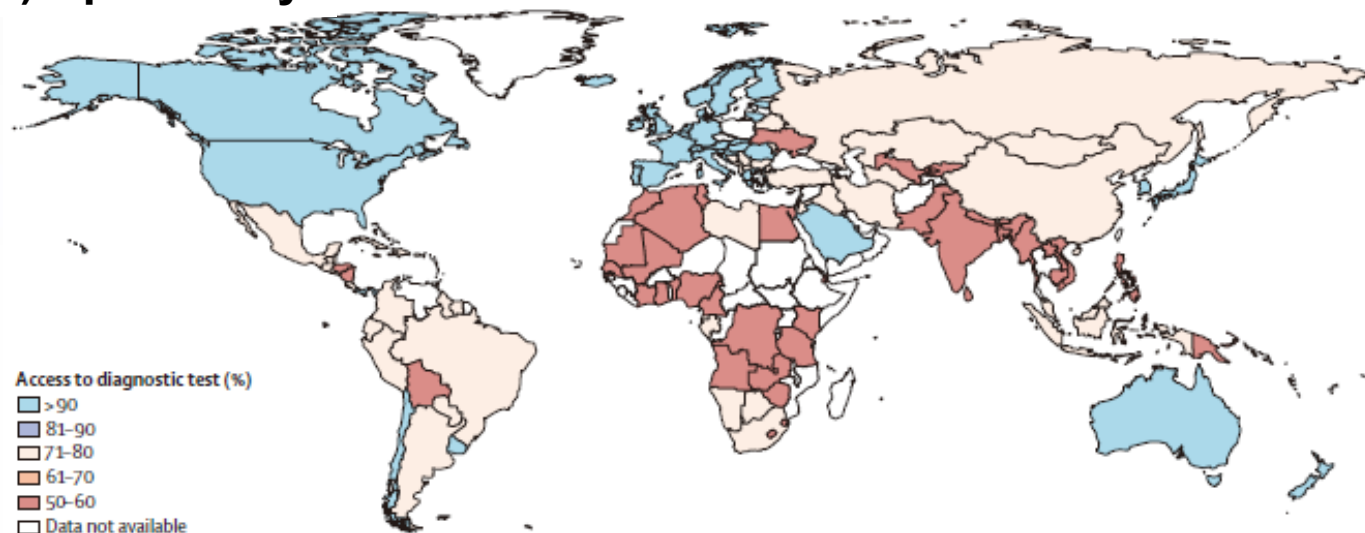 Access to diagnostic test (%)
>90
81–90
71–80
61–70
50–60
Data not available